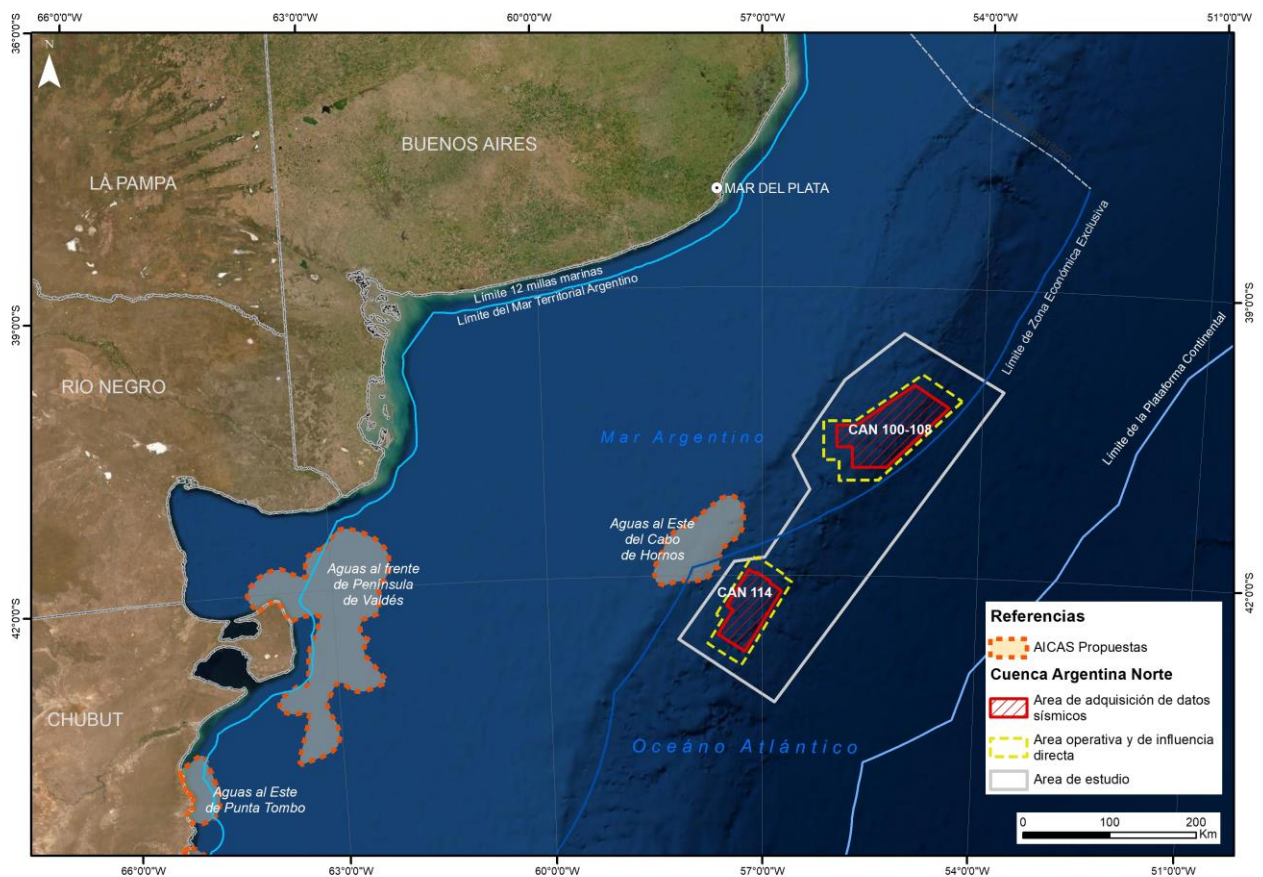 66°0'0"W 63°0'0"W 60°0'0"W 57°0'0"W 54°0'0"W 51°0'0"W
36°0'0"S
N
BUENOS AIRES
LA PAMPA
MAR DEL PLATA
Límite 12 millas marinas
Límite del Mar Territorial Argentino
Límite de Zona Económica Exclusiva
39°0'0"S
39°0'0"S
Límite de la Plataforma Continental
RIO NEGRO
CAN 100-108
Mar Argentino
Aguas al Este
del Cabo
de Hornos
Aguas al frente
de Península
de Valdés
CAN 114
42°0'0"S
42°0'0"S
CHUBUT
Océano Atlántico
Aguas al Este
de Punta Tombo
Referencias
AICAS Propuestas
Cuenca Argentina Norte
Area de adquisición de datos
sísmicos
Area operativa y de influencia
directa
Area de estudio
0 100 200
Km
66°0'0"W 63°0'0"W 60°0'0"W 57°0'0"W 54°0'0"W 51°0'0"W